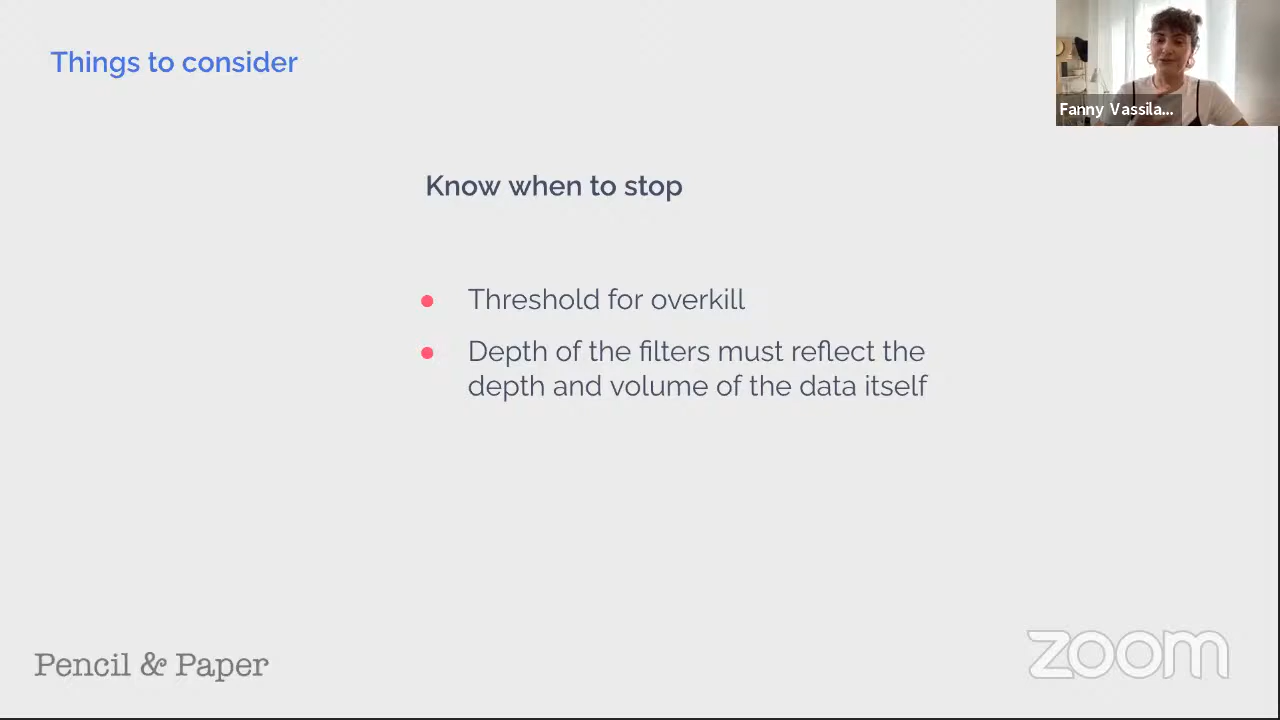 Things to consider
Fanny Vassila...
Know when to stop
Threshold for overkill
Depth of the filters must reflect the
depth and volume of the data itself
Pencil & Paper
zoom